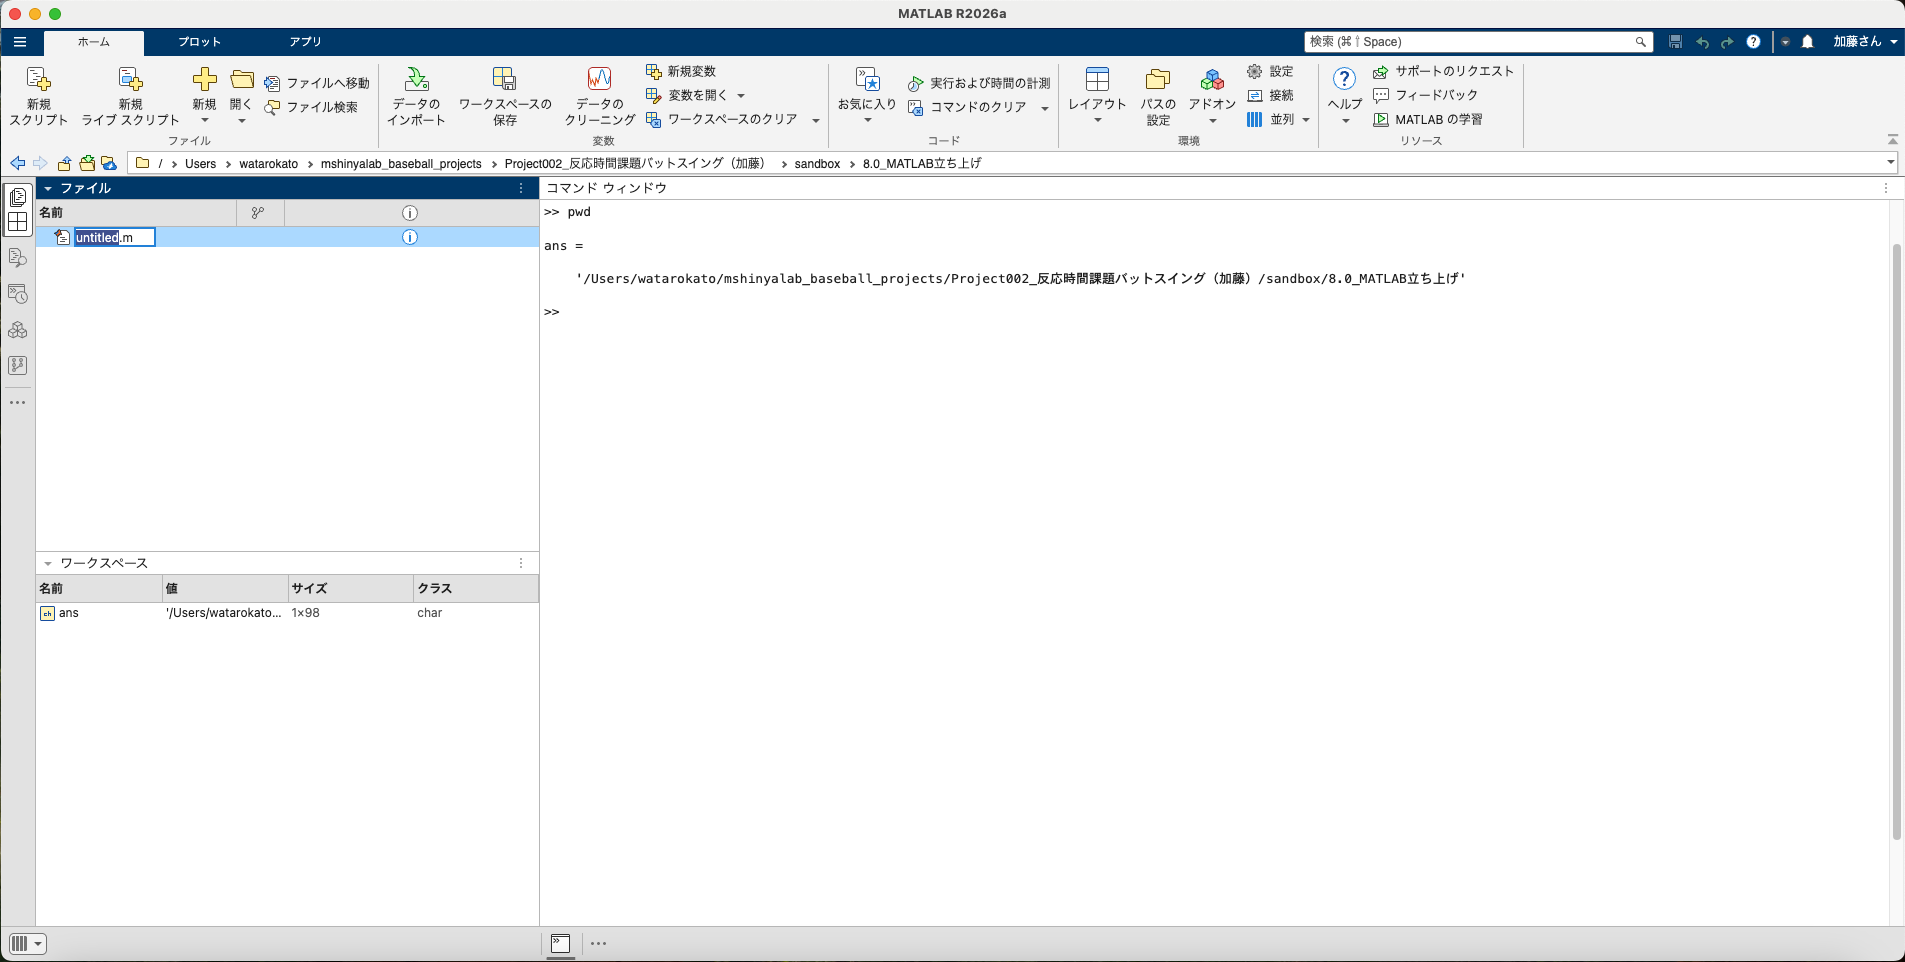 MATLAB R2026a
ホーム プロット アプリ 検索 (⌘⇧Space) 加藤さん
新規 スクリプト
新規 ライブ スクリプト
新規
開く
ファイルへ移動
ファイル検索
ファイル
データの インポート
ワークスペースの 保存
データの クリーニング
新規変数
変数を開く
ワークスペースのクリア
変数
お気に入り
実行および時間の計測
コマンドのクリア
コード
レイアウト
パスの 設定
アドオン
設定
接続
並列
環境
ヘルプ
サポートのリクエスト
フィードバック
MATLAB の学習
リソース
/ › Users › watarokato › mshinyalab_baseball_projects › Project002_反応時間課題バットスイング（加藤） › sandbox › 8.0_MATLAB立ち上げ
ファイル
名前
untitled.m
ワークスペース
名前 値 サイズ クラス
ans '/Users/watarokato... 1×98 char
コマンド ウィンドウ
>> pwd
ans =
'/Users/watarokato/mshinyalab_baseball_projects/Project002_反応時間課題バットスイング（加藤）/sandbox/8.0_MATLAB立ち上げ'
>>